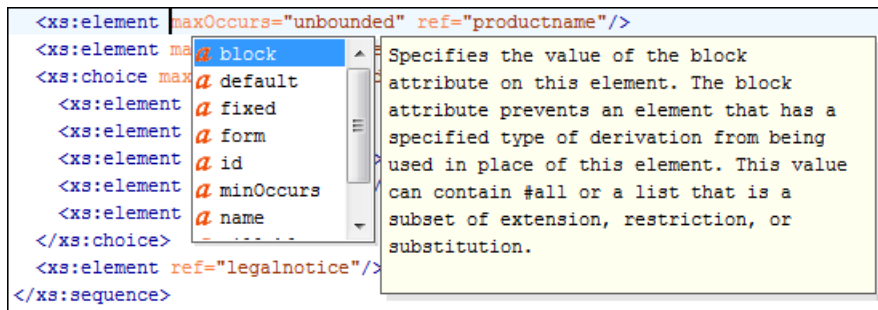 <xs:element maxOccurs="unbounded" ref="productname"/>
<xs:element ma
<xs:choice max
<xs:element
<xs:element
<xs:element
<xs:element
<xs:element
</xs:choice>
<xs:element ref="legalnotice"/>
</xs:sequence>
a block
a default
a fixed
a form
a id
a minOccurs
a name
Specifies the value of the block
attribute on this element. The block
attribute prevents an element that has a
specified type of derivation from being
used in place of this element. This value
can contain #all or a list that is a
subset of extension, restriction, or
substitution.